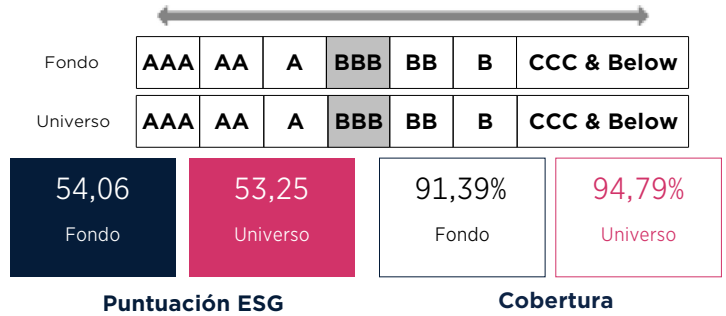 Fondo AAA AA A BBB BB B CCC & Below
Universo AAA AA A BBB BB B CCC & Below
54,06 53,25 91,39% 94,79%
Fondo Universo Fondo Universo
Puntuación ESG Cobertura